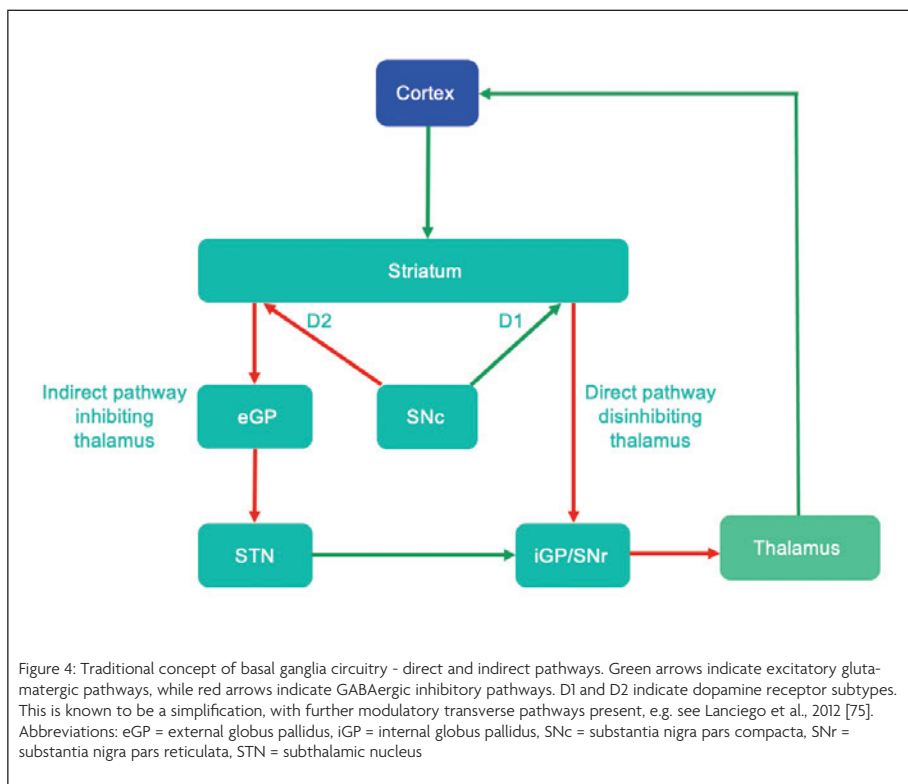 Cortex
Striatum
D2
D1
Indirect pathway
inhibiting
thalamus
eGP
SNc
Direct pathway
disinhibiting
thalamus
STN
iGP/SNr
Thalamus
Figure 4: Traditional concept of basal ganglia circuitry - direct and indirect pathways. Green arrows indicate excitatory gluta-
matergic pathways, while red arrows indicate GABAergic inhibitory pathways. D1 and D2 indicate dopamine receptor subtypes.
This is known to be a simplification, with further modulatory transverse pathways present, e.g. see Lanciego et al., 2012 [75].
Abbreviations: eGP = external globus pallidus, iGP = internal globus pallidus, SNc = substantia nigra pars compacta, SNr =
substantia nigra pars reticulata, STN = subthalamic nucleus